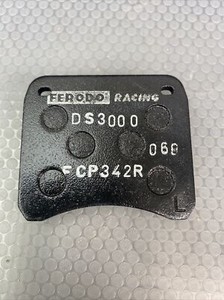 FERODO RACING
DS3000
068
FCP342R
L